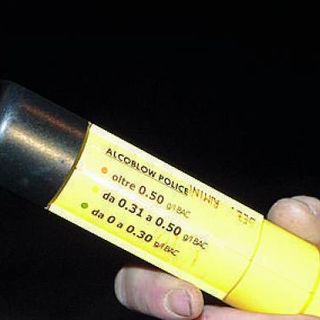 ALCOBLOW POLICE
oltre 0.50 g/l BAC
da 0.31 a 0.50 g/l BAC
da 0 a 0.30 g/l BAC